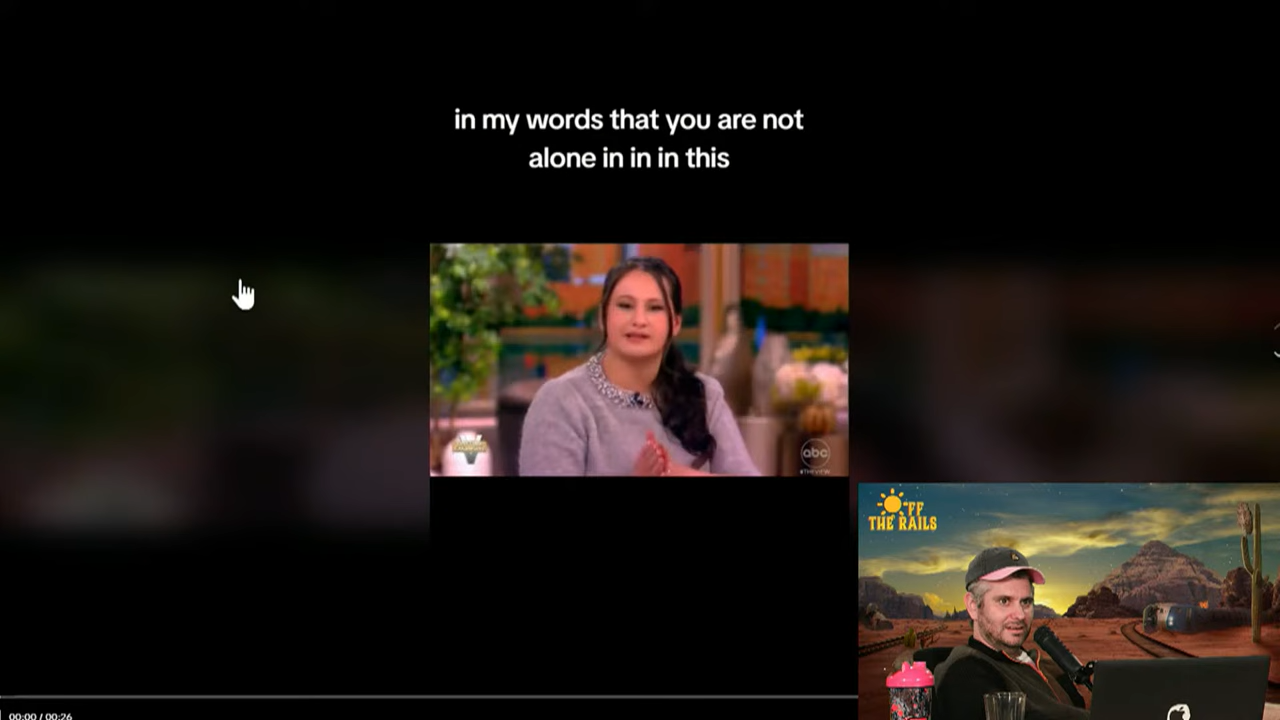 in my words that you are not
alone in in in this
abc
#THEVIEW
OFF
THE RAILS
00:00 / 00:26